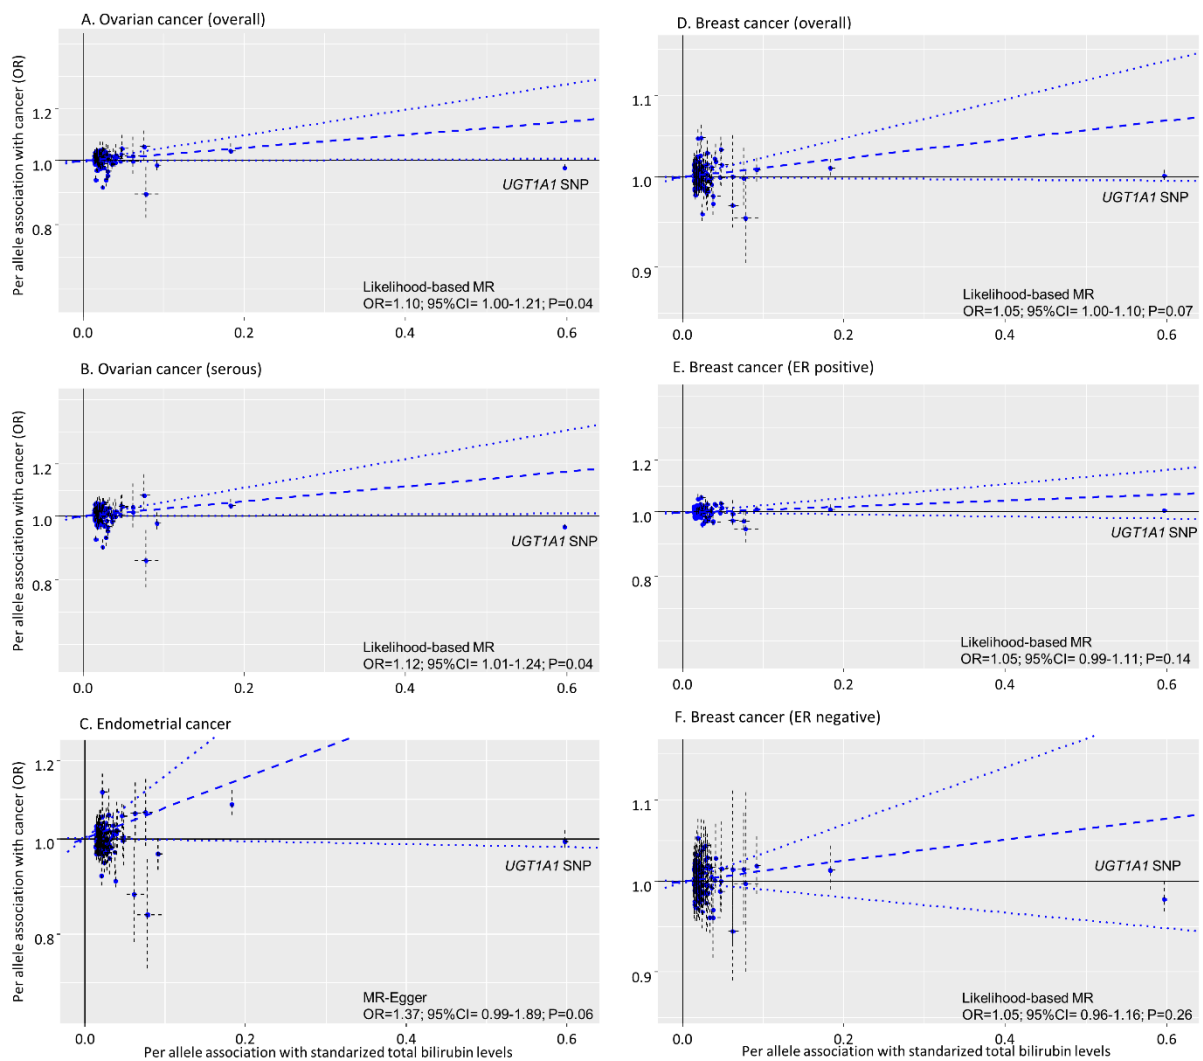 A. Ovarian cancer (overall)
Per allele association with cancer (OR)
1.2
1.0
0.8
UGT1A1 SNP
Likelihood-based MR
OR=1.10; 95%CI= 1.00-1.21; P=0.04
0.0 0.2 0.4 0.6
B. Ovarian cancer (serous)
Per allele association with cancer (OR)
1.2
1.0
0.8
UGT1A1 SNP
Likelihood-based MR
OR=1.12; 95%CI= 1.01-1.24; P=0.04
0.0 0.2 0.4 0.6
C. Endometrial cancer
Per allele association with cancer (OR)
1.2
1.0
0.8
UGT1A1 SNP
MR-Egger
OR=1.37; 95%CI= 0.99-1.89; P=0.06
0.0 0.2 0.4 0.6
Per allele association with standarized total bilirubin levels
D. Breast cancer (overall)
1.1
1.0
0.9
UGT1A1 SNP
Likelihood-based MR
OR=1.05; 95%CI= 1.00-1.10; P=0.07
0.0 0.2 0.4 0.6
E. Breast cancer (ER positive)
1.2
1.0
0.8
UGT1A1 SNP
Likelihood-based MR
OR=1.05; 95%CI= 0.99-1.11; P=0.14
0.0 0.2 0.4 0.6
F. Breast cancer (ER negative)
1.1
1.0
0.9
UGT1A1 SNP
Likelihood-based MR
OR=1.05; 95%CI= 0.96-1.16; P=0.26
0.0 0.2 0.4 0.6
Per allele association with standarized total bilirubin levels